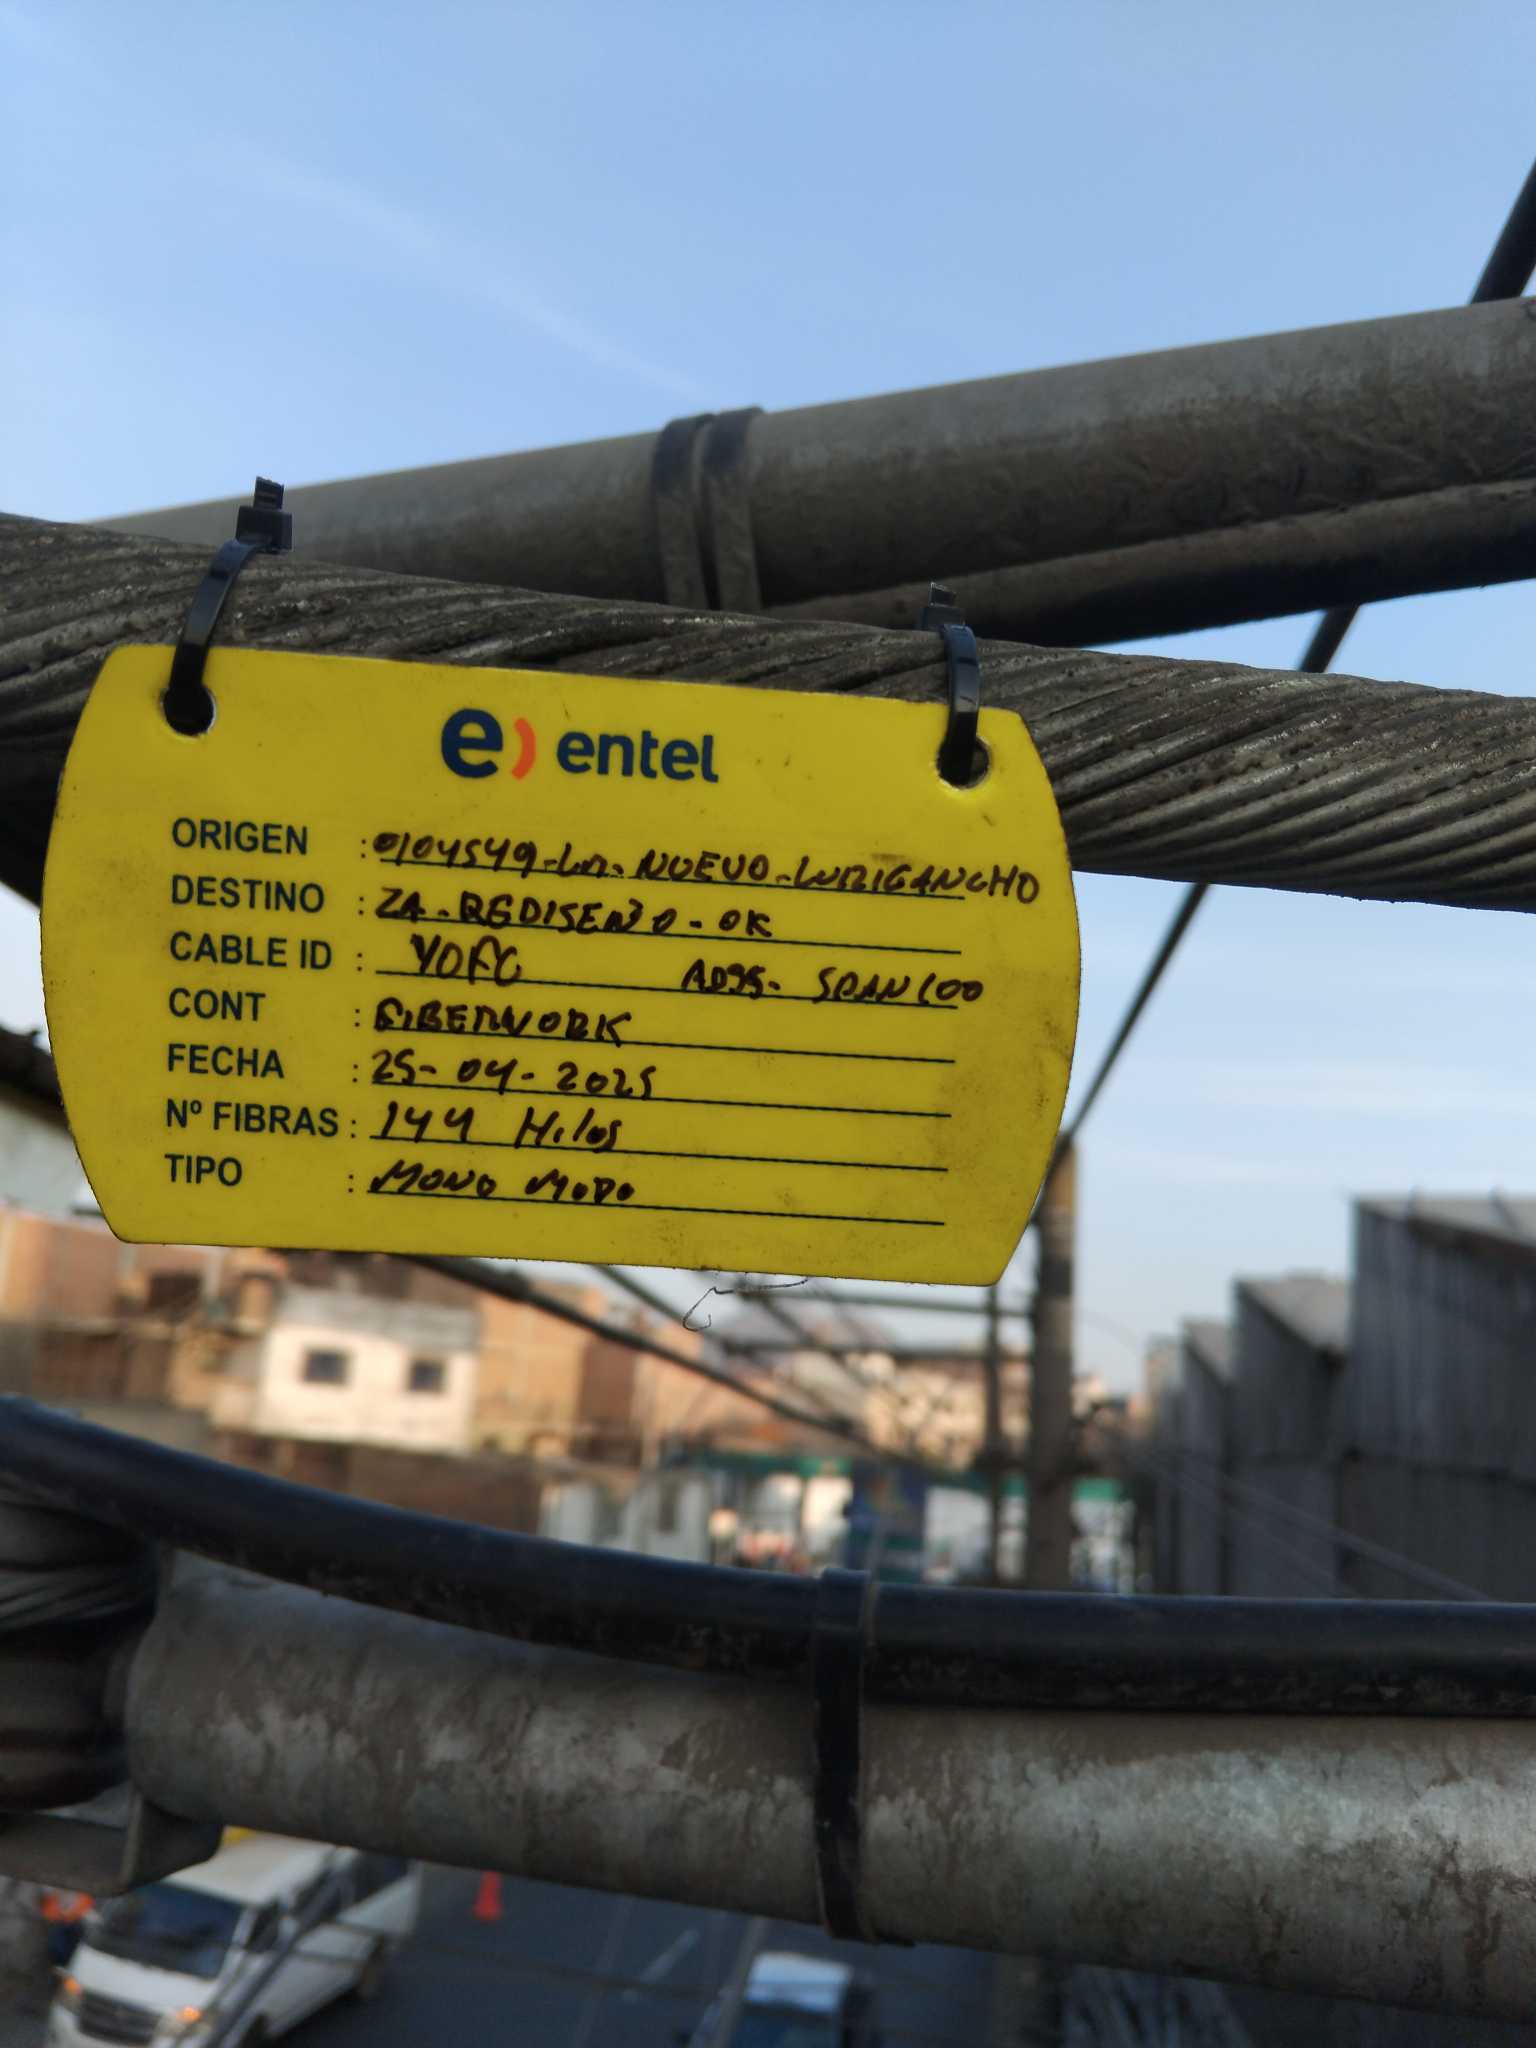 e) entel
ORIGEN : 0104549-LM-NUEVO-LURIGANCHO
DESTINO : ZA-REDISENO-OK
CABLE ID : YOFC ADSS- SPAN 100
CONT : FIBERWORK
FECHA : 25-04-2025
Nº FIBRAS : 144 Hilos
TIPO : MONO MODO